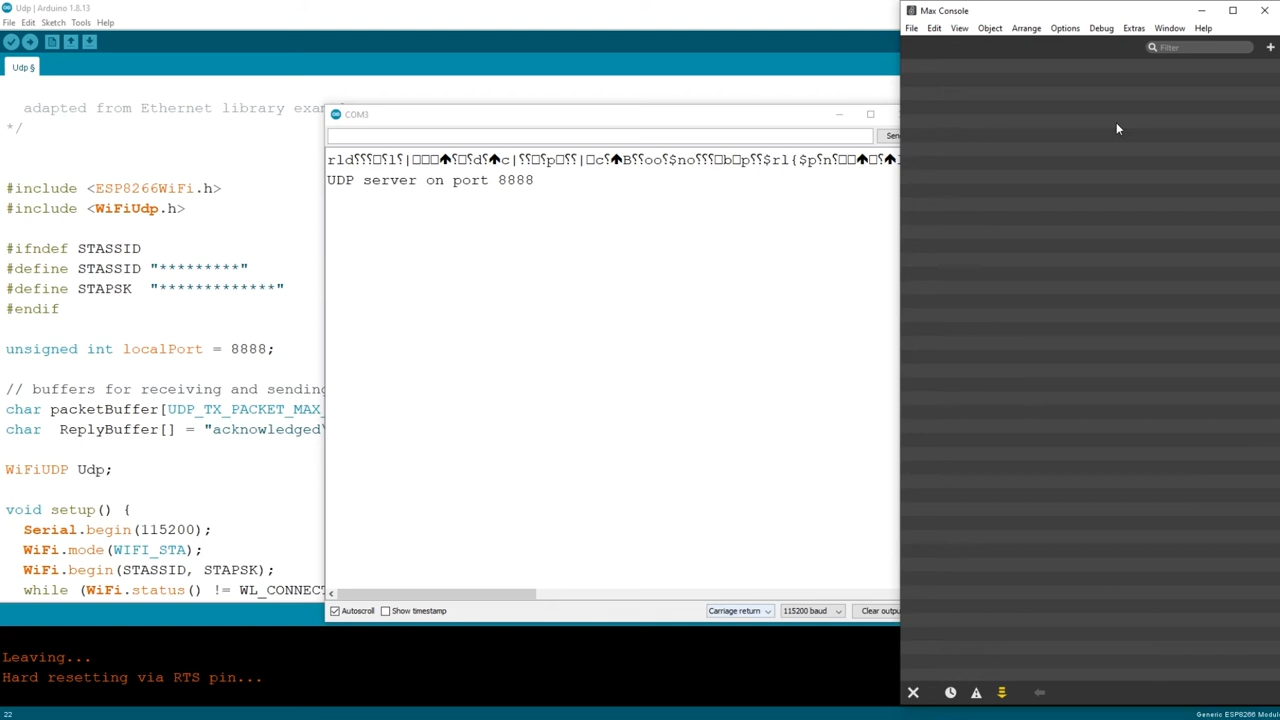 Udp | Arduino 1.8.13
File Edit Sketch Tools Help
Udp §
adapted from Ethernet library exam
*/
#include <ESP8266WiFi.h>
#include <WiFiUdp.h>
#ifndef STASSID
#define STASSID "*********"
#define STAPSK "*************"
#endif
unsigned int localPort = 8888;
// buffers for receiving and sending
char packetBuffer[UDP_TX_PACKET_MAX_
char ReplyBuffer[] = "acknowledged\
WiFiUDP Udp;
void setup() {
Serial.begin(115200);
WiFi.mode(WIFI_STA);
WiFi.begin(STASSID, STAPSK);
while (WiFi.status() != WL_CONNECT
Leaving...
Hard resetting via RTS pin...
22
Generic ESP8266 Modul
COM3
Send
UDP server on port 8888
Autoscroll Show timestamp
Carriage return
115200 baud
Clear outpu
Max Console
File Edit View Object Arrange Options Debug Extras Window Help
Filter